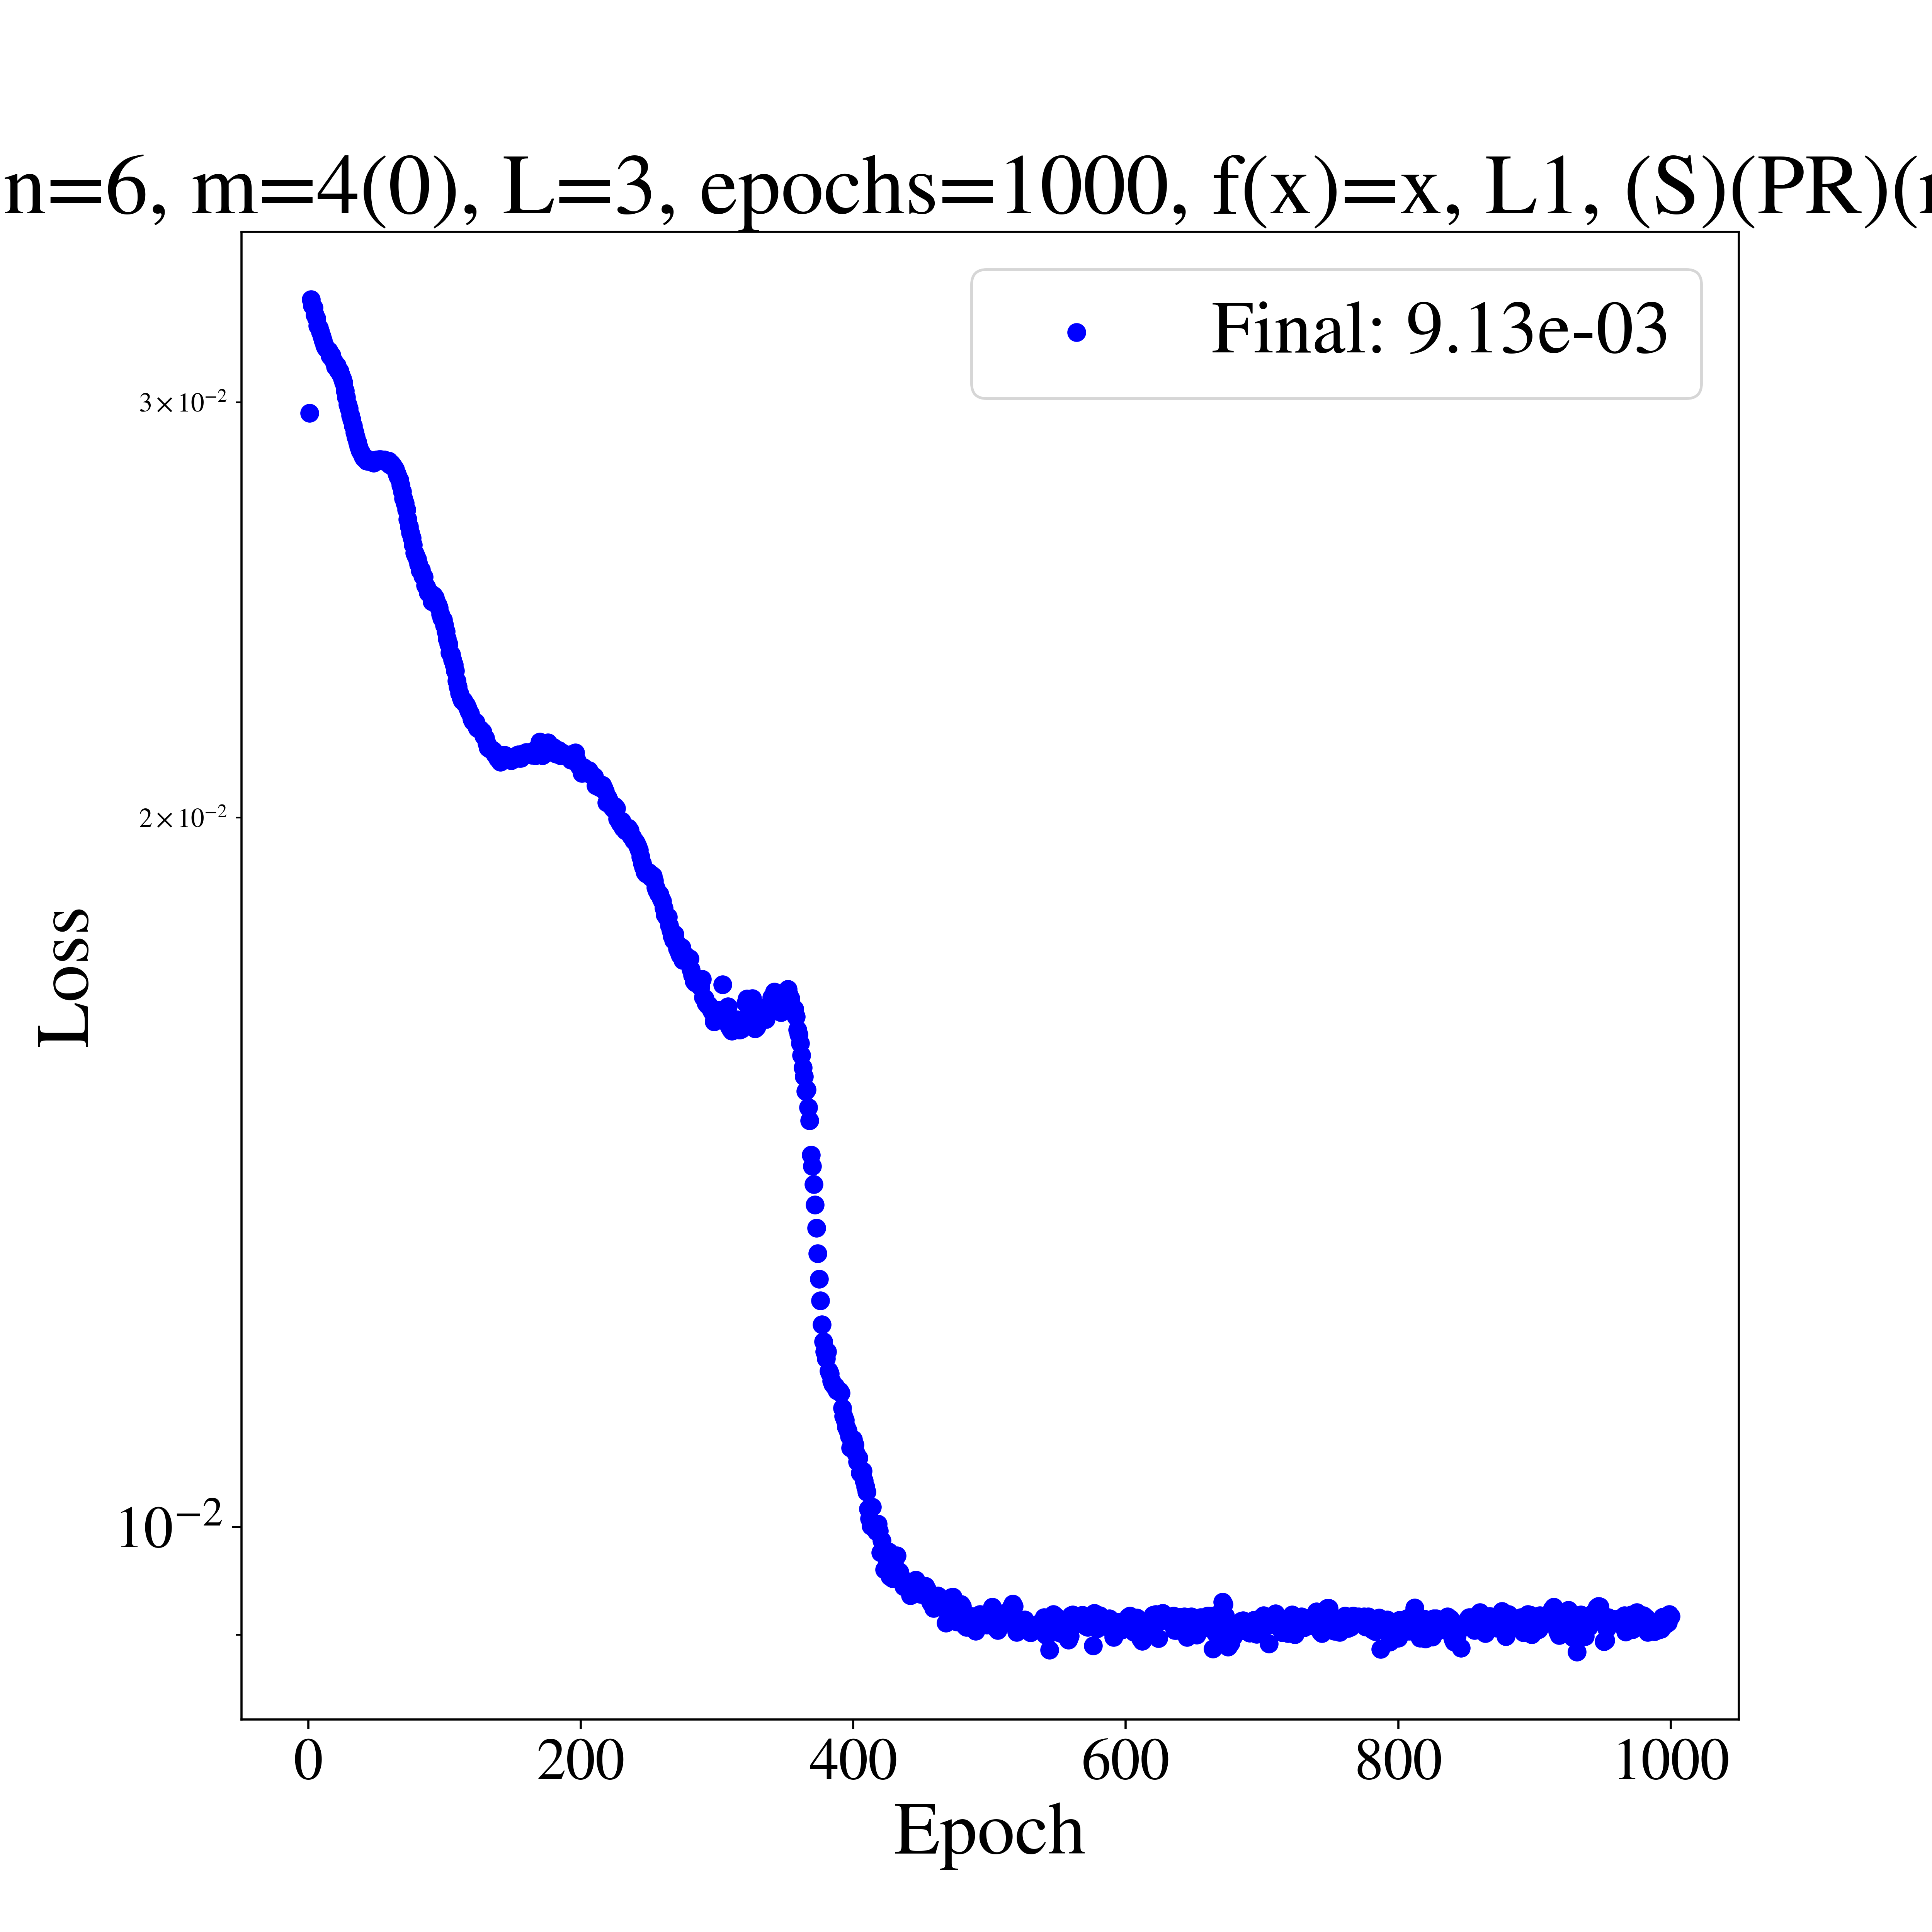 n=6, m=4(0), L=3, epochs=1000, f(x)=x, L1, (S)(PR)(
Final: 9.13e-03
3×10⁻²
2×10⁻²
10⁻²
Loss
0 200 400 600 800 1000
Epoch